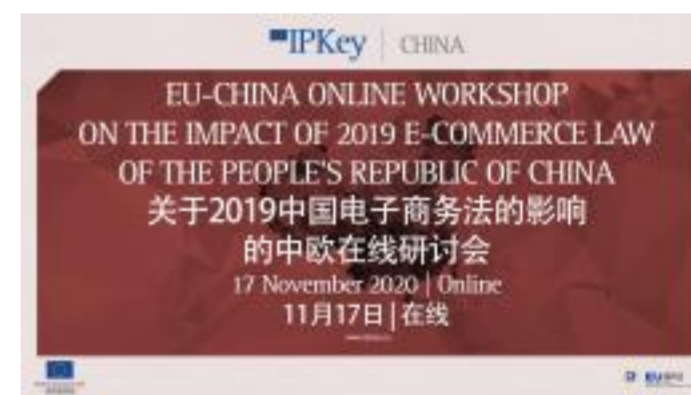 IPKey | CHINA
EU-CHINA ONLINE WORKSHOP
ON THE IMPACT OF 2019 E-COMMERCE LAW
OF THE PEOPLE'S REPUBLIC OF CHINA
关于2019中国电子商务法的影响
的中欧在线研讨会
17 November 2020 | Online
11月17日 | 在线